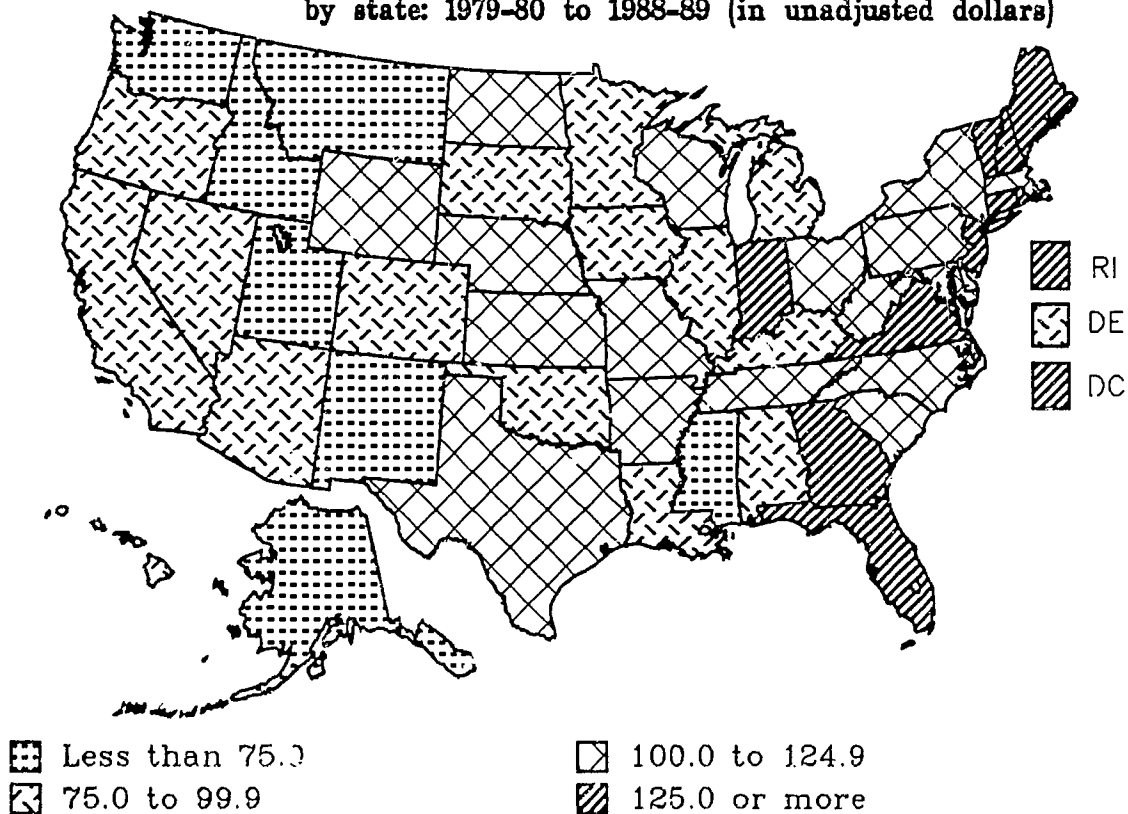 by state: 1979-80 to 1988-89 (in unadjusted dollars)
RI
DE
DC
Less than 75.0
75.0 to 99.9
100.0 to 124.9
125.0 or more